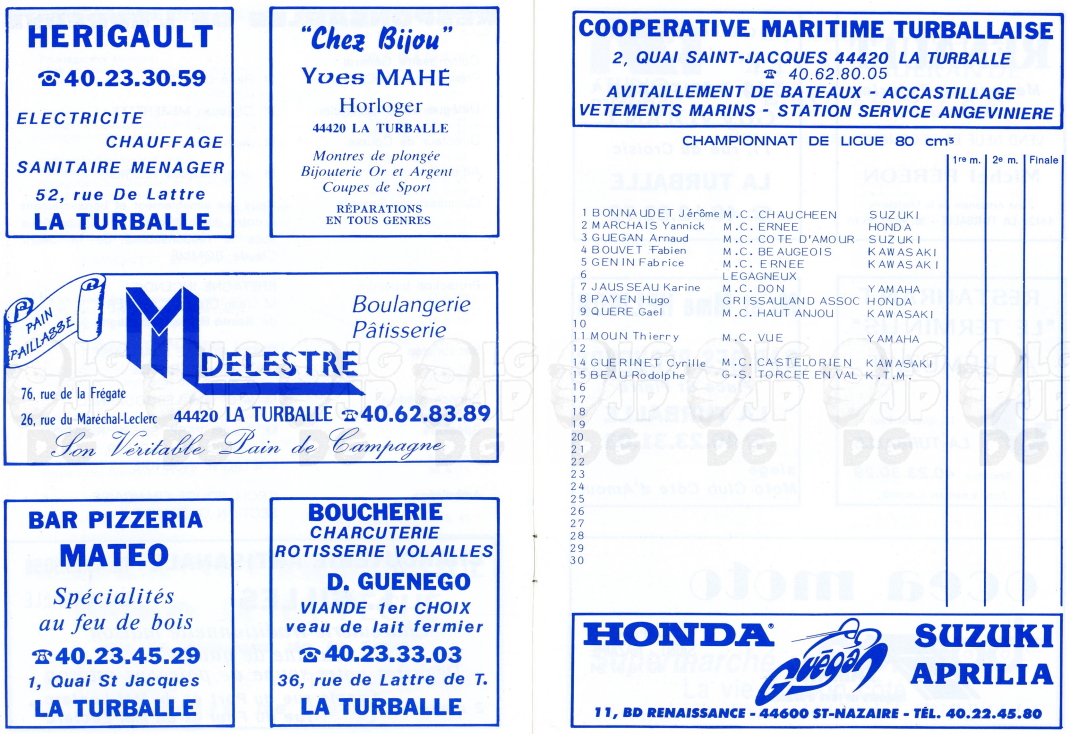 HERIGAULT
☎ 40.23.30.59
ELECTRICITE
CHAUFFAGE
SANITAIRE MENAGER
52, rue De Lattre
LA TURBALLE
"Chez Bijou"
Yves MAHE
Horloger
44420 LA TURBALLE
Montres de plongée
Bijouterie Or et Argent
Coupes de Sport
RÉPARATIONS
EN TOUS GENRES
PAIN
PAILLASSE
M
Boulangerie
Pâtisserie
DELESTRE
76, rue de la Frégate
26, rue du Maréchal-Leclerc 44420 LA TURBALLE ☎ 40.62.83.89
Son Véritable Pain de Campagne
BAR PIZZERIA
MATEO
Spécialités
au feu de bois
☎ 40.23.45.29
1, Quai St Jacques
LA TURBALLE
BOUCHERIE
CHARCUTERIE
ROTISSERIE VOLAILLES
D. GUENEGO
VIANDE 1er CHOIX
veau de lait fermier
☎ 40.23.33.03
36, rue de Lattre de T.
LA TURBALLE
COOPERATIVE MARITIME TURBALLAISE
2, QUAI SAINT-JACQUES 44420 LA TURBALLE
☎ 40.62.80.05
AVITAILLEMENT DE BATEAUX - ACCASTILLAGE
VETEMENTS MARINS - STATION SERVICE ANGEVINIERE
CHAMPIONNAT DE LIGUE 80 cm³
1re m. 2e m. Finale
1 BONNAUDET Jérôme M.C. CHAUCHEEN SUZUKI
2 MARCHAIS Yannick M.C. ERNEE HONDA
3 GUEGAN Arnaud M.C. COTE D'AMOUR SUZUKI
4 BOUVET Fabien M.C. BEAUGEOIS KAWASAKI
5 GENIN Fabrice M.C. ERNEE KAWASAKI
6 LEGAGNEUX
7 JAUSSEAU Karine M.C. DON YAMAHA
8 PAYEN Hugo GRISSAULAND ASSOC HONDA
9 QUERE Gael M.C. HAUT ANJOU KAWASAKI
10
11 MOUN Thierry M.C. VUE YAMAHA
12
14 GUERINET Cyrille M.C. CASTELORIEN KAWASAKI
15 BEAU Rodolphe G.S. TORCEE EN VAL K.T.M.
16
17
18
19
20
21
22
23
24
25
26
27
28
29
30
HONDA
Guégan
SUZUKI
APRILIA
11, BD RENAISSANCE - 44600 ST-NAZAIRE - TÉL. 40.22.45.80
LG JP DG